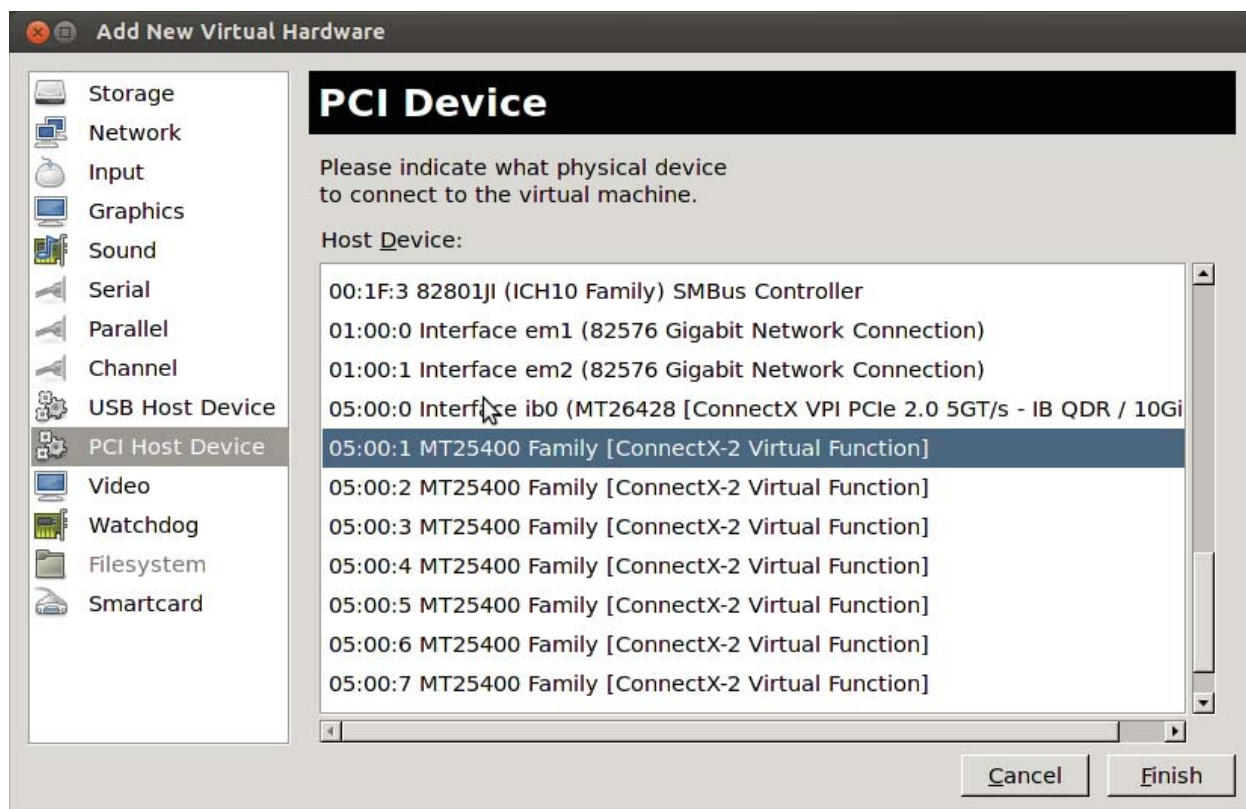 Add New Virtual Hardware
Storage
Network
Input
Graphics
Sound
Serial
Parallel
Channel
USB Host Device
PCI Host Device
Video
Watchdog
Filesystem
Smartcard
PCI Device
Please indicate what physical device
to connect to the virtual machine.
Host Device:
00:1F:3 82801JI (ICH10 Family) SMBus Controller
01:00:0 Interface em1 (82576 Gigabit Network Connection)
01:00:1 Interface em2 (82576 Gigabit Network Connection)
05:00:0 Interface ib0 (MT26428 [ConnectX VPI PCIe 2.0 5GT/s - IB QDR / 10Gi
05:00:1 MT25400 Family [ConnectX-2 Virtual Function]
05:00:2 MT25400 Family [ConnectX-2 Virtual Function]
05:00:3 MT25400 Family [ConnectX-2 Virtual Function]
05:00:4 MT25400 Family [ConnectX-2 Virtual Function]
05:00:5 MT25400 Family [ConnectX-2 Virtual Function]
05:00:6 MT25400 Family [ConnectX-2 Virtual Function]
05:00:7 MT25400 Family [ConnectX-2 Virtual Function]
Cancel
Finish